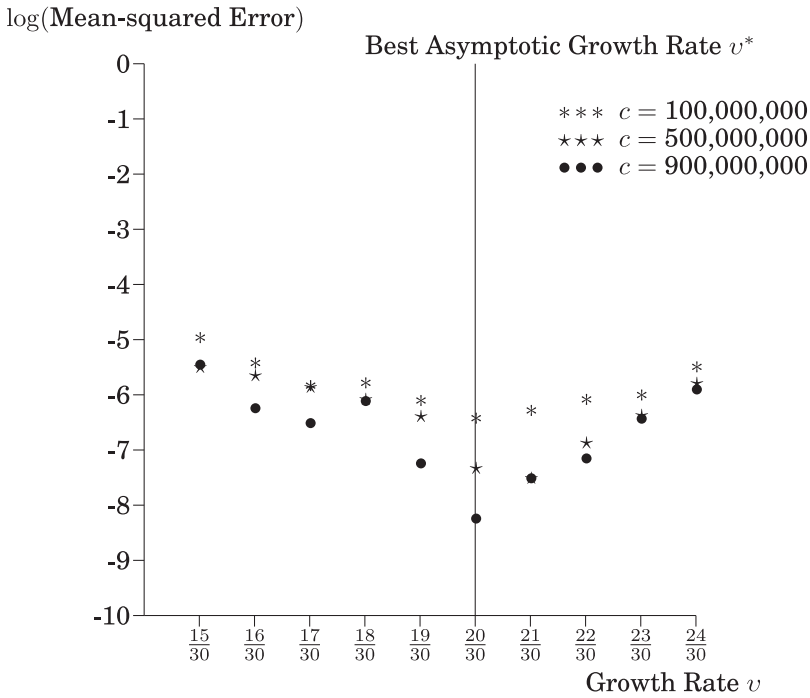 log(Mean-squared Error)
Best Asymptotic Growth Rate v*
0
-1
-2
-3
-4
-5
-6
-7
-8
-9
-10
*** c = 100,000,000
★★★ c = 500,000,000
●●● c = 900,000,000
15/30 16/30 17/30 18/30 19/30 20/30 21/30 22/30 23/30 24/30
Growth Rate v